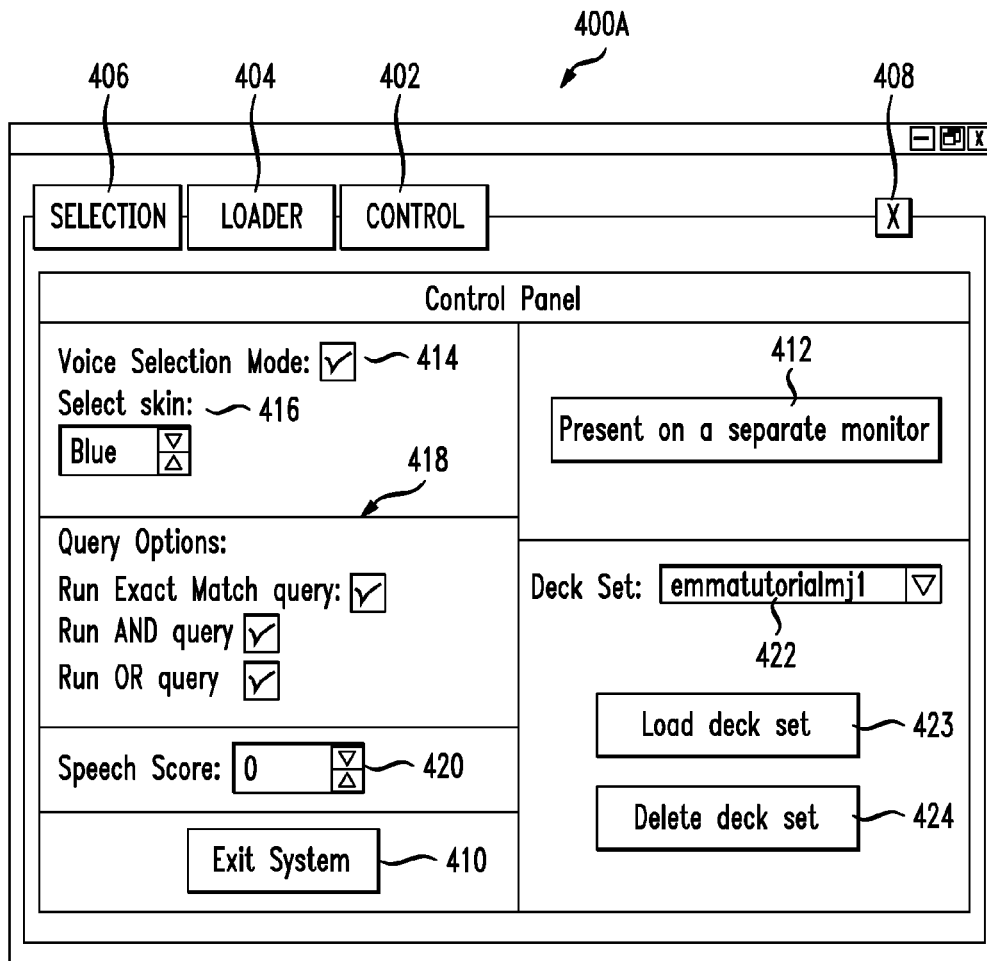 400A
406 404 402 408
X
SELECTION LOADER CONTROL X
Control Panel
Voice Selection Mode: 414
Select skin: 416
Blue
412
Present on a separate monitor
418
Query Options:
Run Exact Match query:
Run AND query
Run OR query
Deck Set: emmatutorialmj1
422
Load deck set 423
Speech Score: 0 420
Delete deck set 424
Exit System 410